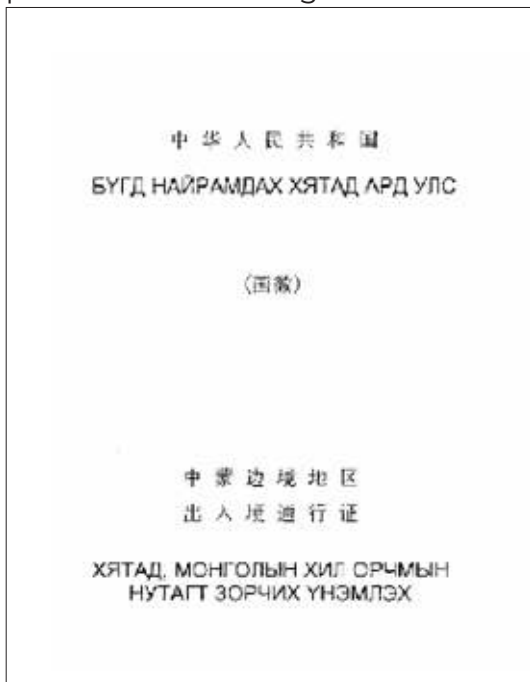 中华人民共和国
БҮГД НАЙРАМДАХ ХЯТАД АРД УЛС
(国徽)
中蒙边境地区
出入境通行证
ХЯТАД, МОНГОЛЫН ХИЛ ОРЧМЫН
НУТАГТ ЗОРЧИХ ҮНЭМЛЭХ